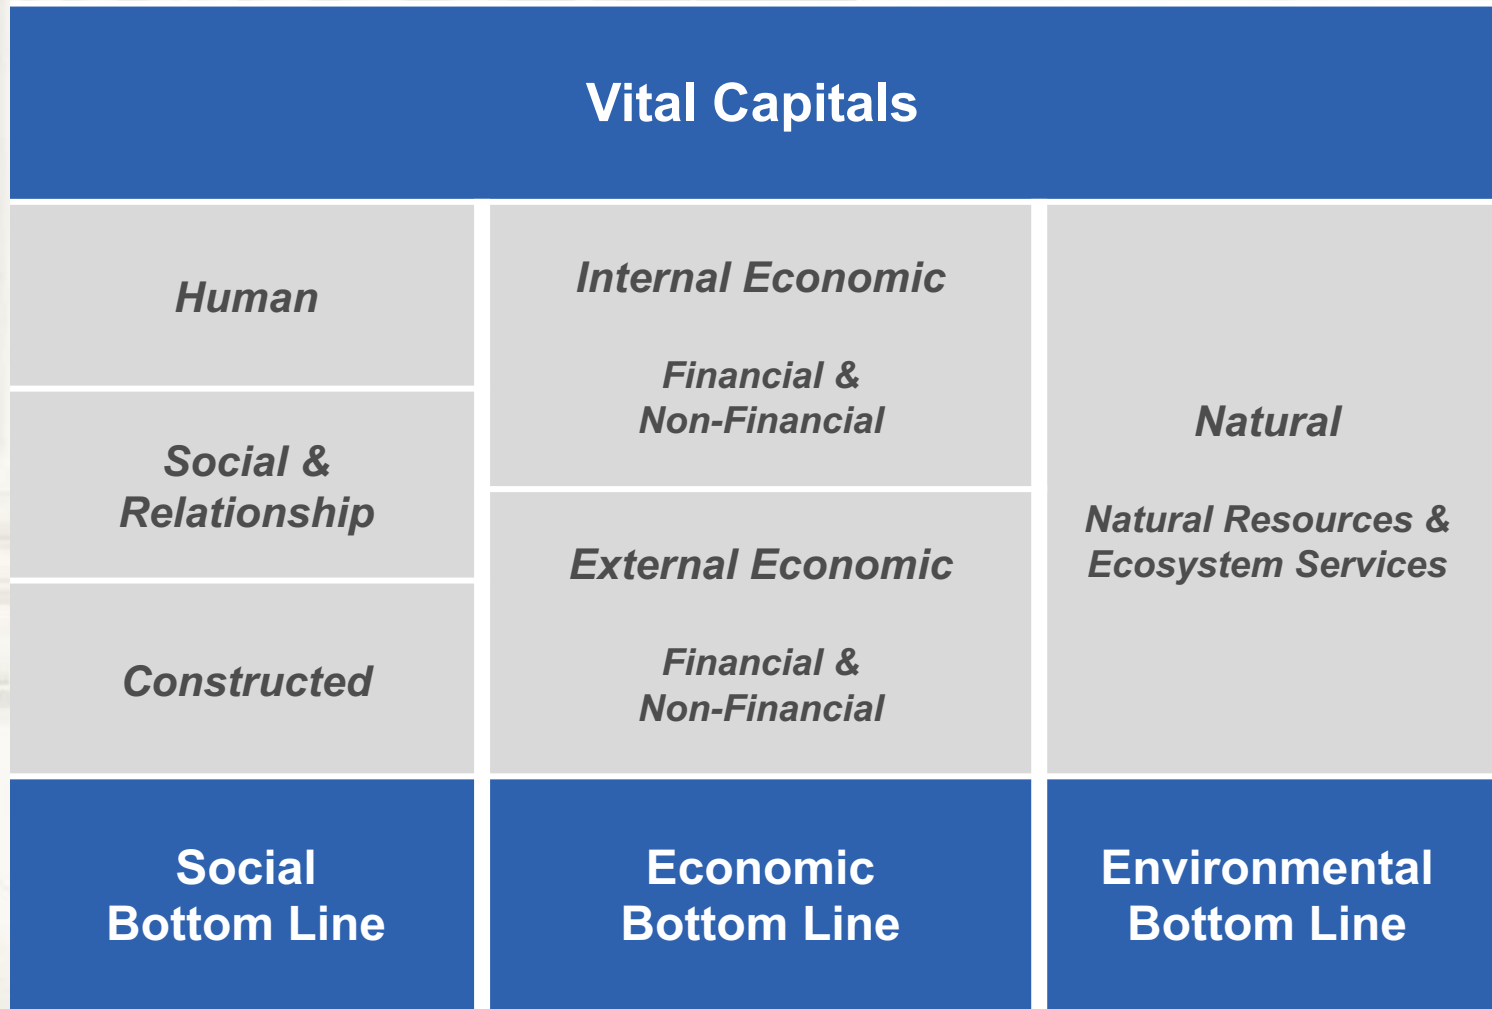 Vital Capitals
Human
Social &
Relationship
Constructed
Internal Economic
Financial &
Non-Financial
External Economic
Financial &
Non-Financial
Natural
Natural Resources &
Ecosystem Services
Social
Bottom Line
Economic
Bottom Line
Environmental
Bottom Line